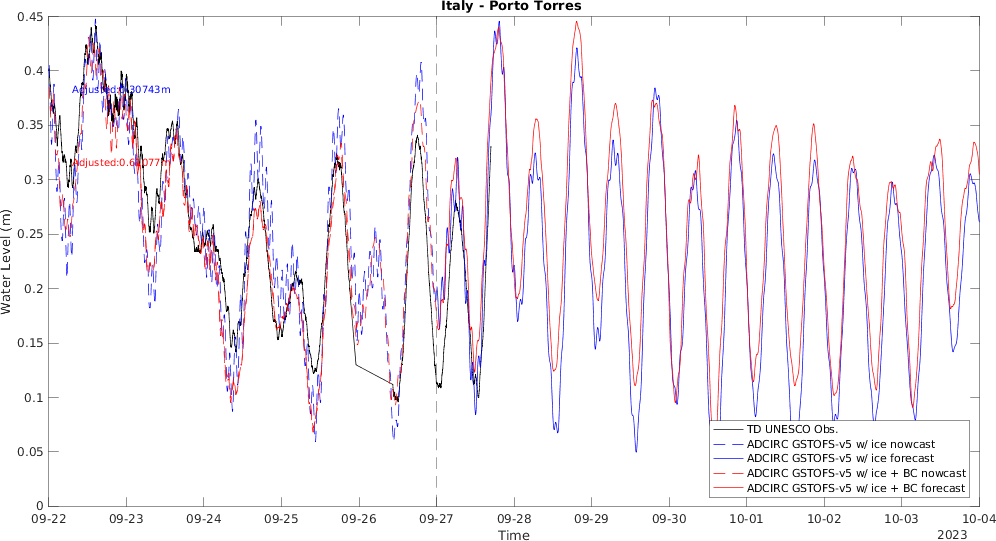 Italy - Porto Torres
Water Level (m)
0.45
0.4
0.35
0.3
0.25
0.2
0.15
0.1
0.05
0
Adjusted:0.30743m
TD UNESCO Obs.
ADCIRC GSTOFS-v5 w/ ice nowcast
ADCIRC GSTOFS-v5 w/ ice forecast
ADCIRC GSTOFS-v5 w/ ice + BC nowcast
ADCIRC GSTOFS-v5 w/ ice + BC forecast
09-22 09-23 09-24 09-25 09-26 09-27 09-28 09-29 09-30 10-01 10-02 10-03 10-04
Time
2023